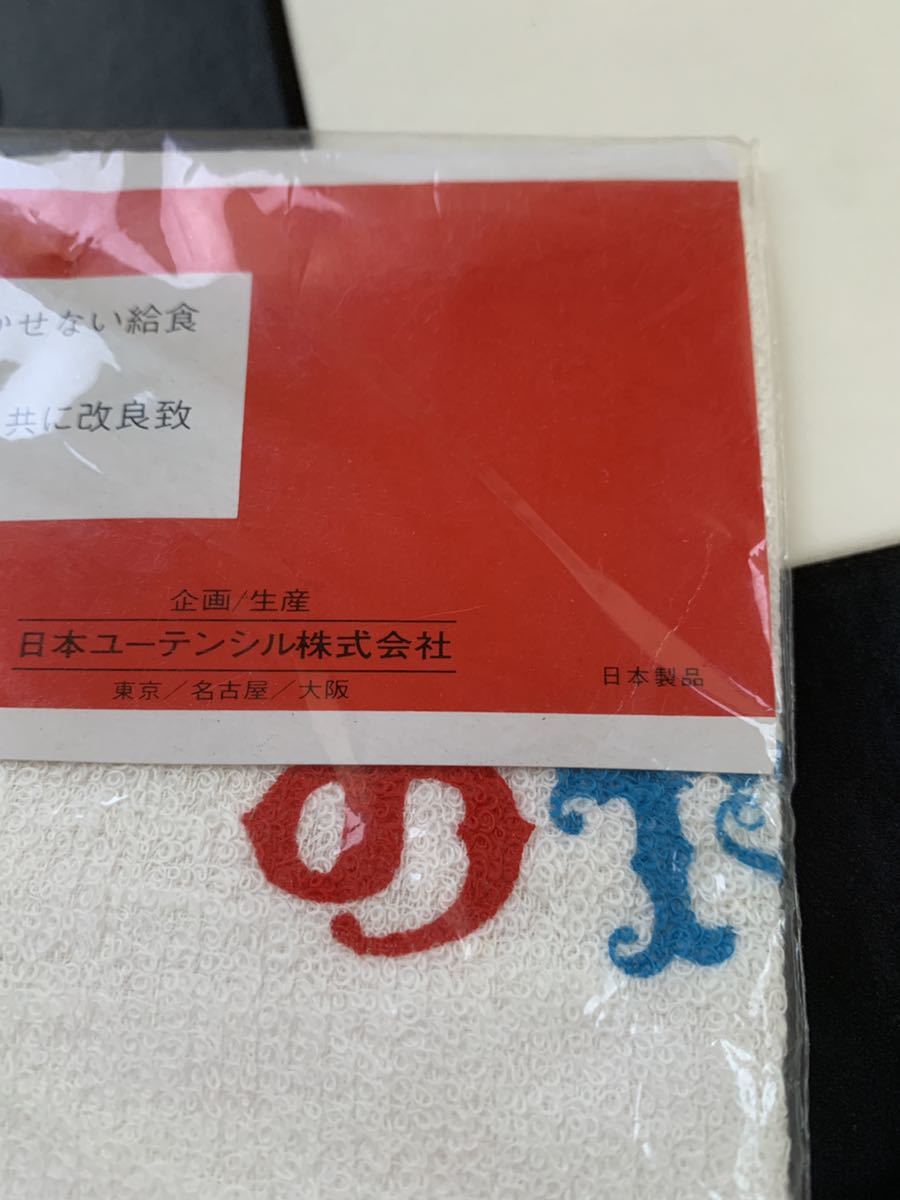 かせない給食
共に改良致
企画/生産
日本ユーテンシル株式会社
東京/名古屋/大阪
日本製品
の